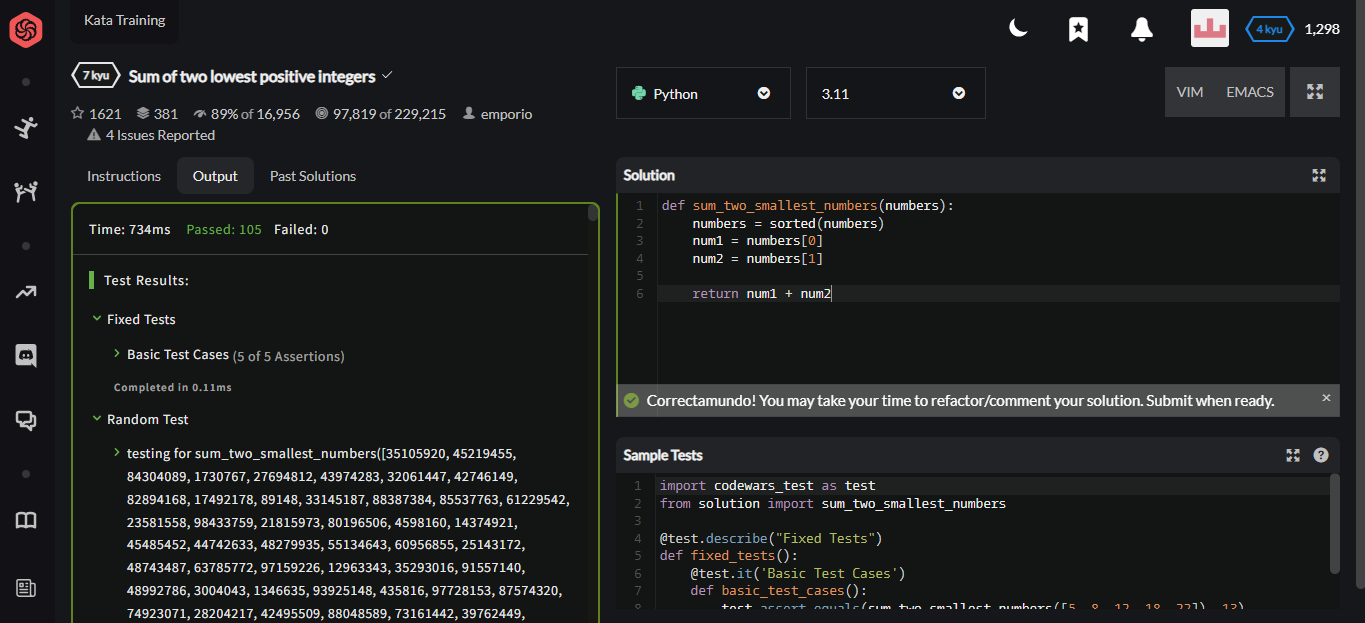 Kata Training
4 kyu
1,298
7 kyu
Sum of two lowest positive integers
1621
381
89% of 16,956
97,819 of 229,215
emporio
4 Issues Reported
Python
3.11
VIM
EMACS
Instructions
Output
Past Solutions
Time: 734ms Passed: 105 Failed: 0
Test Results:
Fixed Tests
Basic Test Cases (5 of 5 Assertions)
Completed in 0.11ms
Random Test
testing for sum_two_smallest_numbers([35105920, 45219455,
84304089, 1730767, 27694812, 43974283, 32061447, 42746149,
82894168, 17492178, 89148, 33145187, 88387384, 85537763, 61229542,
23581558, 98433759, 21815973, 80196506, 4598160, 14374921,
45485452, 44742633, 48279935, 55134643, 60956855, 25143172,
48743487, 63785772, 97159226, 12963343, 35293016, 91557140,
48992786, 3004043, 1346635, 93925148, 435816, 97728153, 87574320,
74923071, 28204217, 42495509, 88048589, 73161442, 39762449,
Solution
1 def sum_two_smallest_numbers(numbers):
2 numbers = sorted(numbers)
3 num1 = numbers[0]
4 num2 = numbers[1]
5
6 return num1 + num2
Correctamundo! You may take your time to refactor/comment your solution. Submit when ready.
×
Sample Tests
?
1 import codewars_test as test
2 from solution import sum_two_smallest_numbers
3
4 @test.describe("Fixed Tests")
5 def fixed_tests():
6 @test.it('Basic Test Cases')
7 def basic_test_cases():
8 test.assert_equals(sum_two_smallest_numbers([5, 8, 12, 18, 22]), 13)